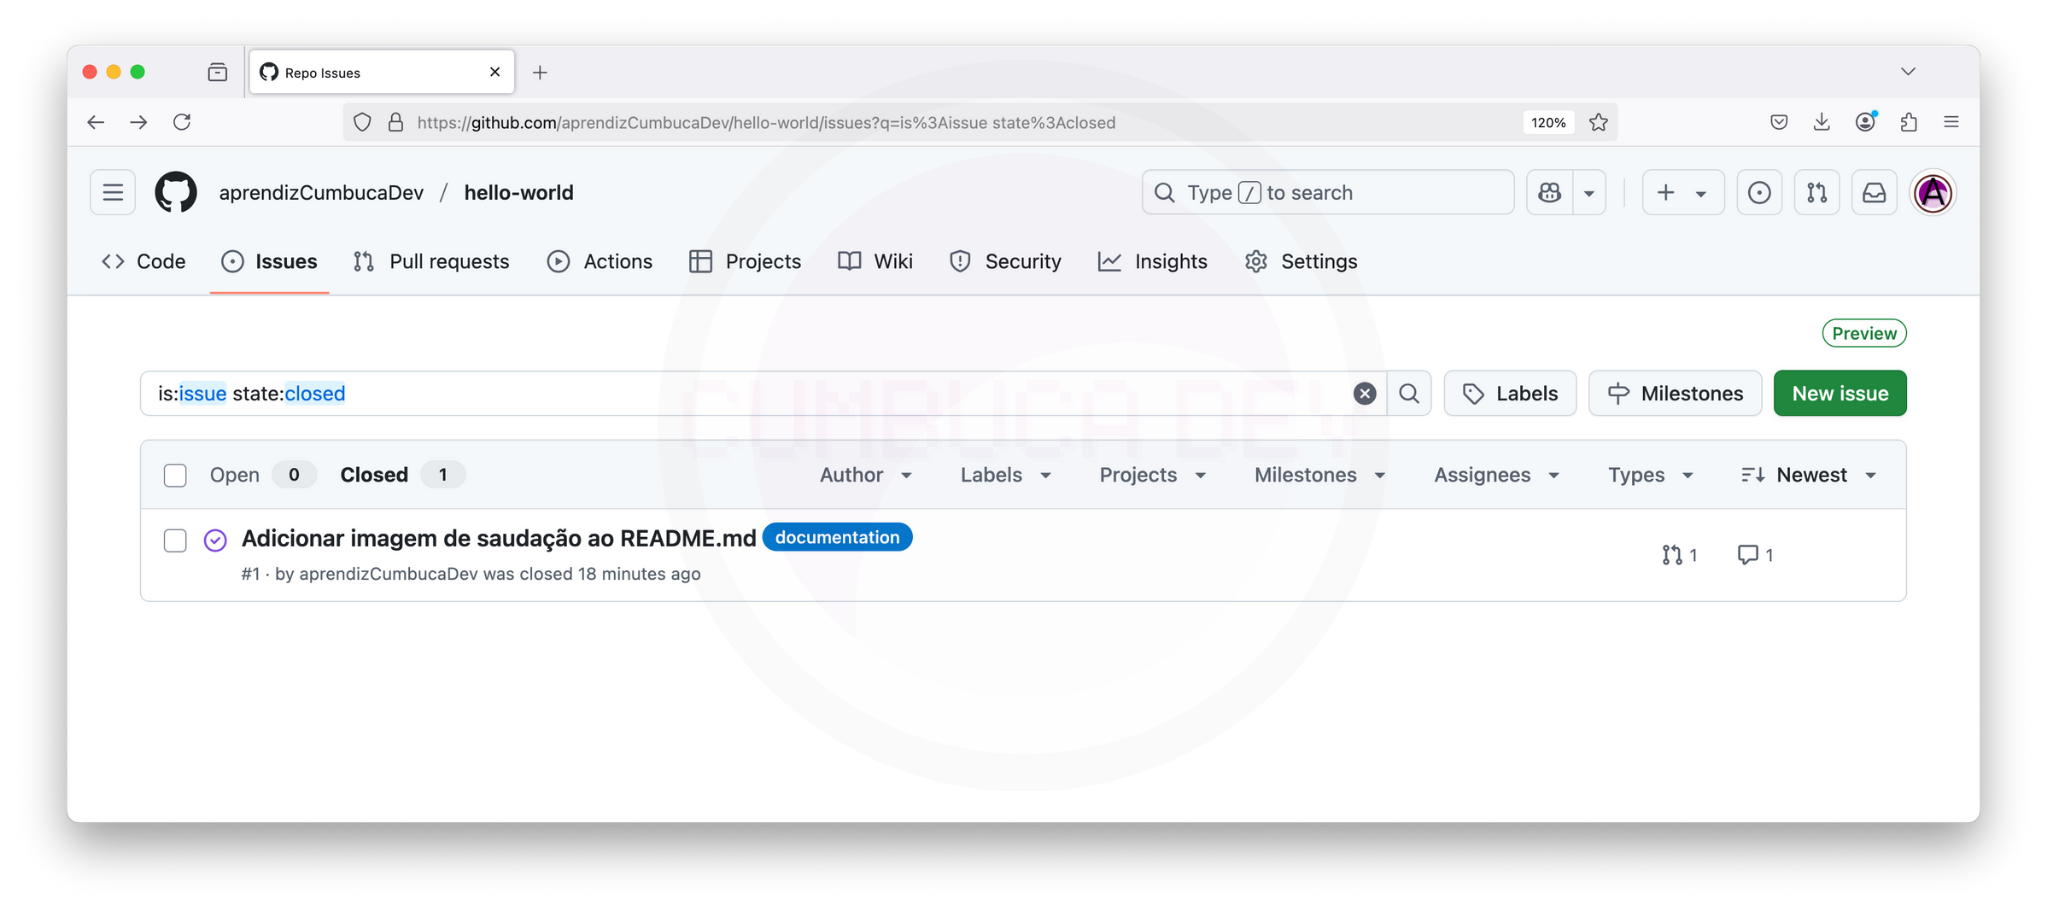 Repo Issues
https://github.com/aprendizCumbucaDev/hello-world/issues?q=is%3Aissue state%3Aclosed 120%
aprendizCumbucaDev / hello-world Type / to search A
Code Issues Pull requests Actions Projects Wiki Security Insights Settings
Preview
is:issue state:closed Labels Milestones New issue
CUMBUCA DEV
Open 0 Closed 1 Author Labels Projects Milestones Assignees Types Newest
Adicionar imagem de saudação ao README.md documentation
#1 · by aprendizCumbucaDev was closed 18 minutes ago 1 1